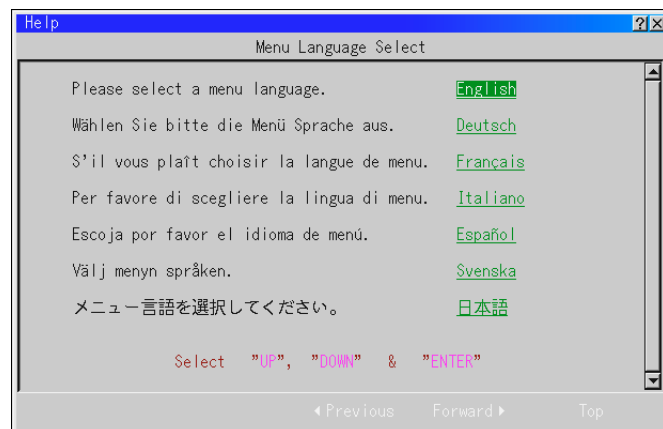 Help
Menu Language Select
Please select a menu language. English
Wählen Sie bitte die Menü Sprache aus. Deutsch
S'il vous plaît choisir la langue de menu. Français
Per favore di scegliere la lingua di menu. Italiano
Escoja por favor el idioma de menú. Español
Välj menyn språken. Svenska
メニュー言語を選択してください。 日本語
Select "UP", "DOWN" & "ENTER"
Previous Forward Top